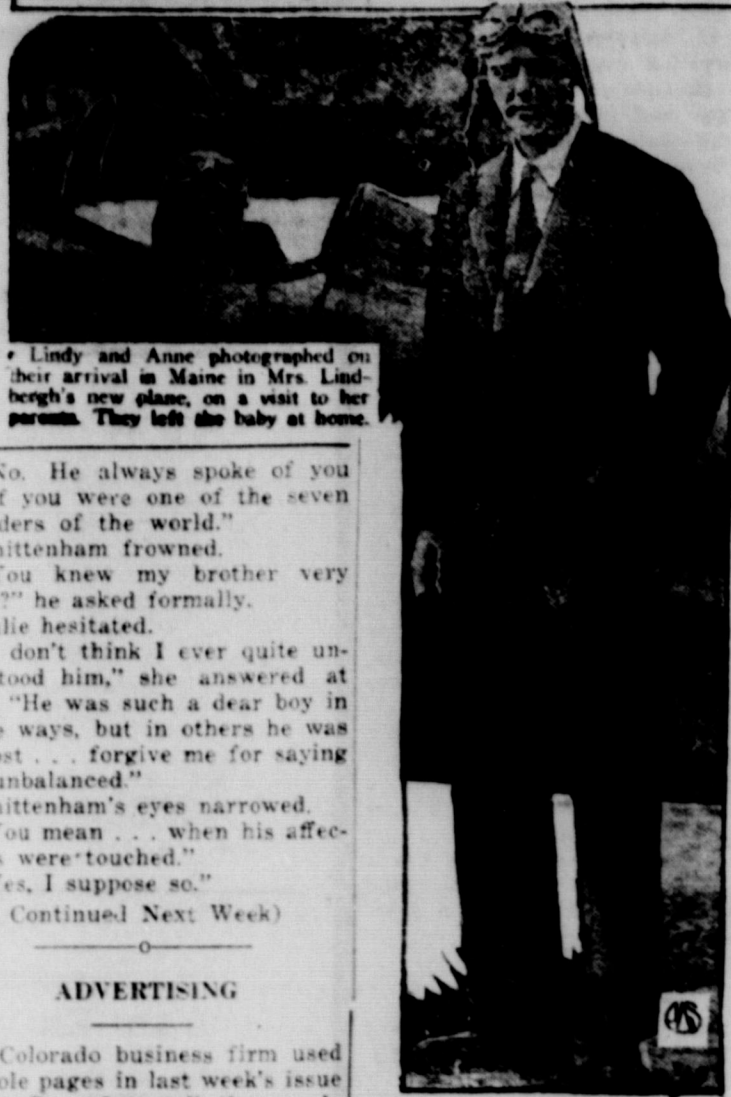 Lindy and Anne photographed on
their arrival in Maine in Mrs. Lind-
bergh's new plane, on a visit to her
parents. They left the baby at home.
No. He always spoke of you
f you were one of the seven
ders of the world."
ittenham frowned.
You knew my brother very
?" he asked formally.
lie hesitated.
don't think I ever quite un-
tood him," she answered at
"He was such a dear boy in
e ways, but in others he was
ost . . . forgive me for saying
unbalanced."
ittenham's eyes narrowed.
You mean . . . when his affec-
s were touched."
Yes, I suppose so."
Continued Next Week)
ADVERTISING
Colorado business firm used
ole pages in last week's issue